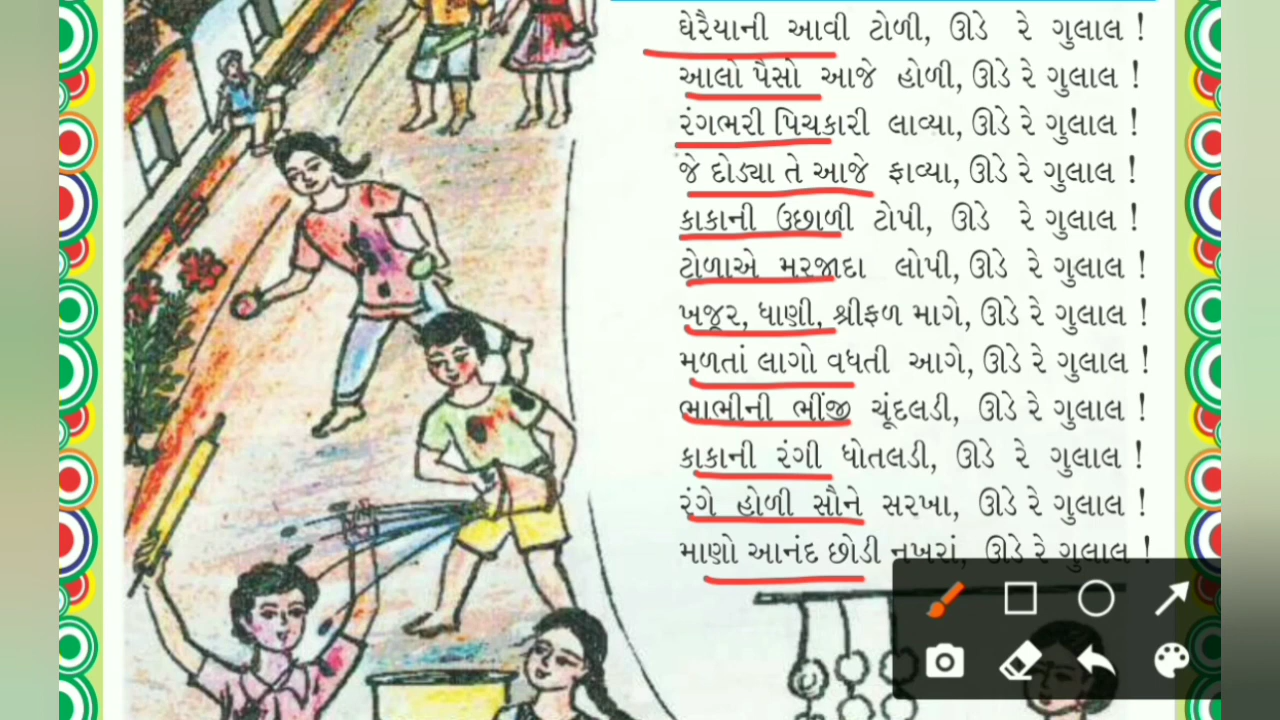 ઘેરૈયાની આવી ટોળી, ઊડે રે ગુલાલ !
આલો પૈસો આજે હોળી, ઊડે રે ગુલાલ !
રંગભરી પિચકારી લાવ્યા, ઊડે રે ગુલાલ !
જે દોડ્યા તે આજે ફાવ્યા, ઊડે રે ગુલાલ !
કાકાની ઉછાળી ટોપી, ઊડે રે ગુલાલ !
ટોળાએ મરજાદા લોપી, ઊડે રે ગુલાલ !
ખજૂર, ધાણી, શ્રીફળ માગે, ઊડે રે ગુલાલ !
મળતાં લાગો વધતી આગે, ઊડે રે ગુલાલ !
ભાભીની ભીંજી ચૂંદલડી, ઊડે રે ગુલાલ !
કાકાની રંગી ધોતલડી, ઊડે રે ગુલાલ !
રંગે હોળી સૌને સરખા, ઊડે રે ગુલાલ !
માણો આનંદ છોડી નખરાં, ઊડે રે ગુલાલ !